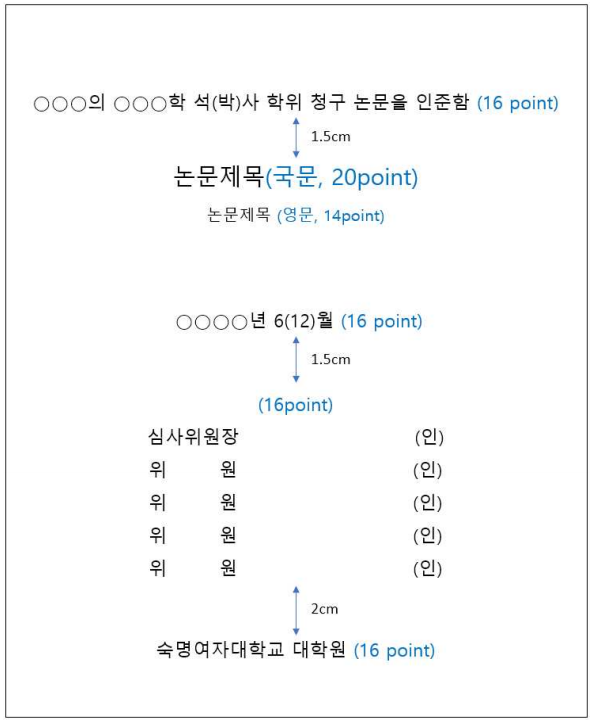 ○○○의 ○○○학 석(박)사 학위 청구 논문을 인준함 (16 point)
1.5cm
논문제목(국문, 20point)
논문제목 (영문, 14point)
○○○○년 6(12)월 (16 point)
1.5cm
(16point)
심사위원장 (인)
위 원 (인)
위 원 (인)
위 원 (인)
위 원 (인)
2cm
숙명여자대학교 대학원 (16 point)